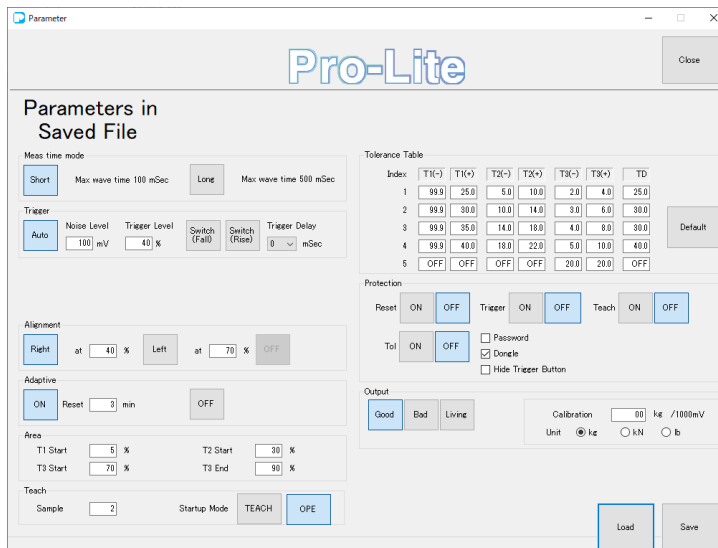 Parameter
Pro-Lite
Close
Parameters in
Saved File
Meas time mode
Short Max wave time 100 mSec Long Max wave time 500 mSec
Trigger
Auto Noise Level 100 mV Trigger Level 40 % Switch (Fall) Switch (Rise) Trigger Delay 0 mSec
Alignment
Right at 40 % Left at 70 % OFF
Adaptive
ON Reset 3 min OFF
Area
T1 Start 5 % T2 Start 30 %
T3 Start 70 % T3 End 90 %
Teach
Sample 2 Startup Mode TEACH OPE
Tolerance Table
Index T1(-) T1(+) T2(-) T2(+) T3(-) T3(+) TD
1 99.9 25.0 5.0 10.0 2.0 4.0 25.0
2 99.9 30.0 10.0 14.0 3.0 6.0 30.0
3 99.9 35.0 14.0 18.0 4.0 8.0 30.0
4 99.9 40.0 18.0 22.0 5.0 10.0 40.0
5 OFF OFF OFF OFF 20.0 20.0 OFF
Default
Protection
Reset ON OFF Trigger ON OFF Teach ON OFF
Tol ON OFF
Password
Dongle
Hide Trigger Button
Output
Good Bad Living
Calibration 00 kg /1000mV
Unit kg kN lb
Load Save